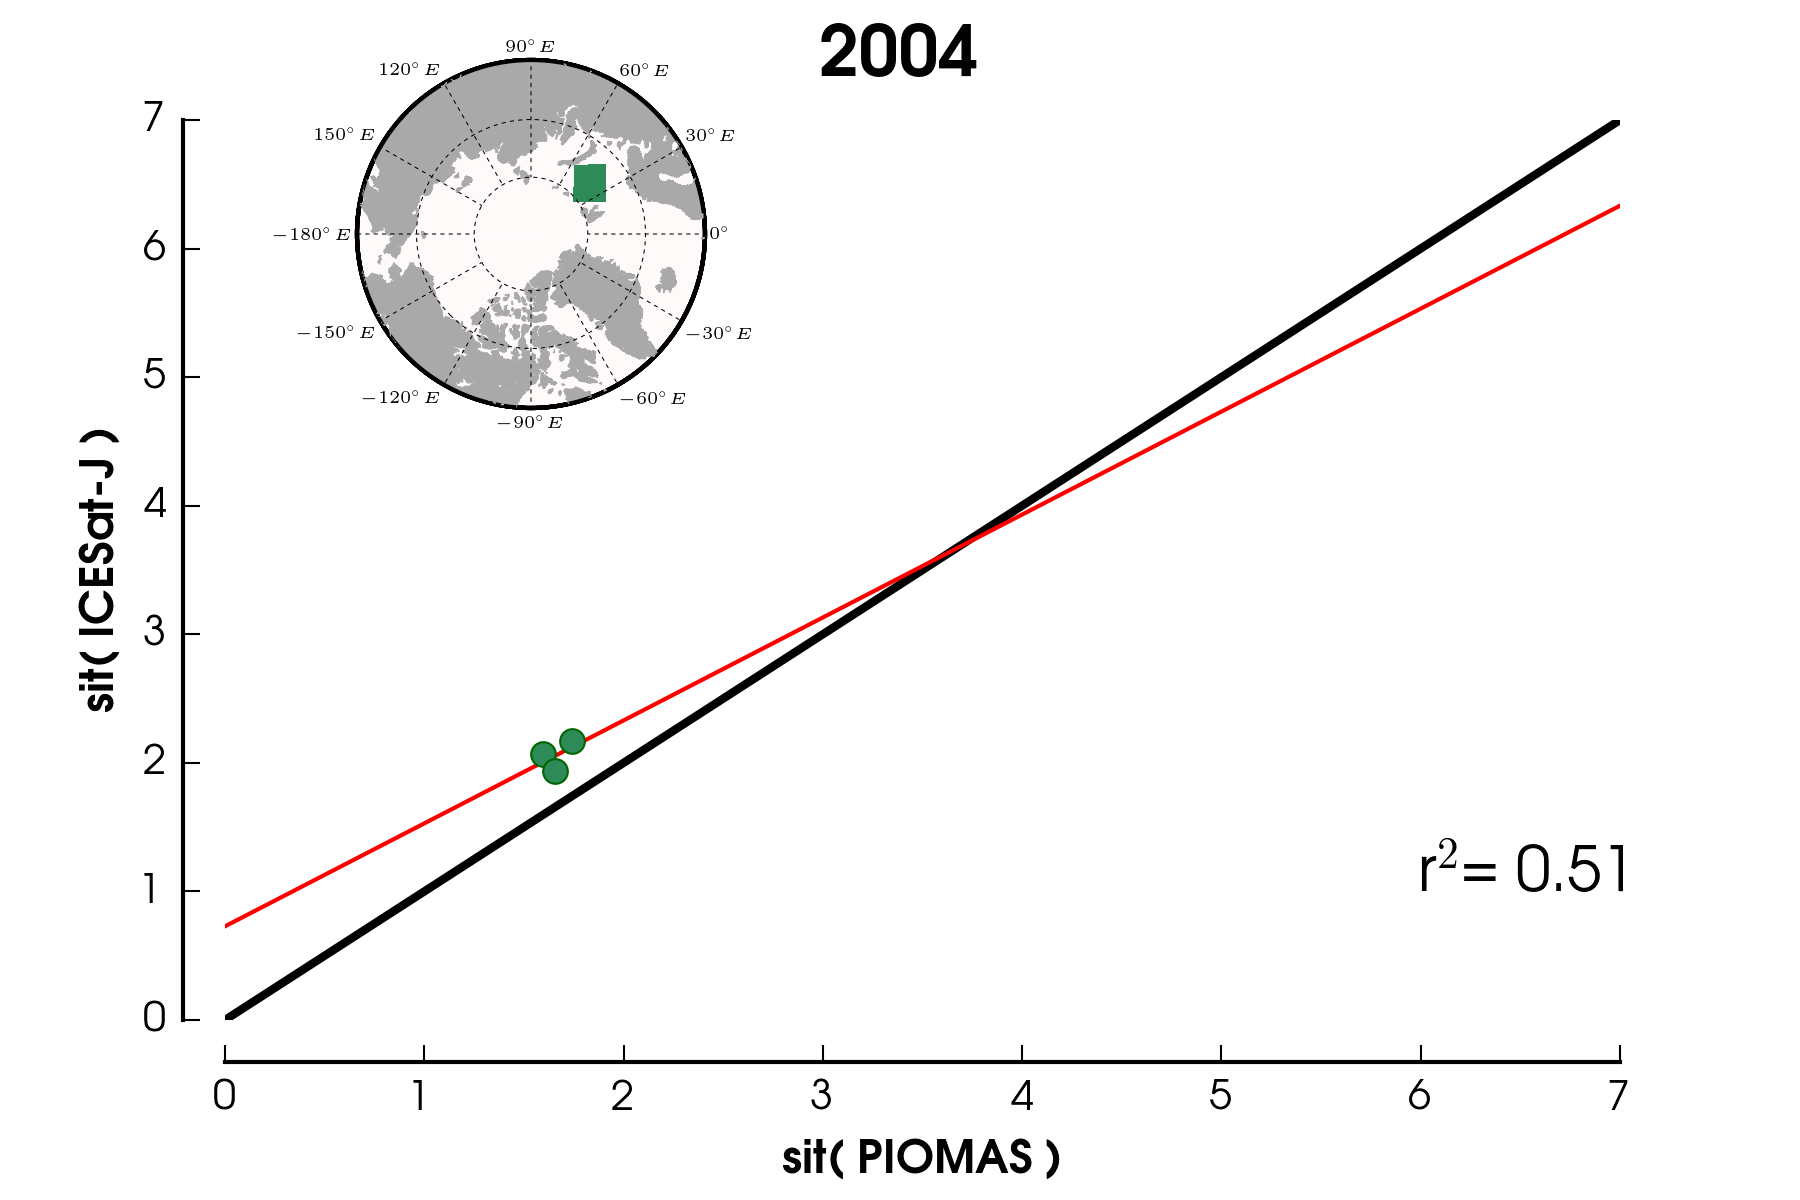 2004
90° E
120° E
60° E
150° E
30° E
−180° E
0°
−150° E
−30° E
−120° E
−60° E
−90° E
7
6
5
4
3
2
1
0
sit( ICESat-J )
r²= 0.51
0 1 2 3 4 5 6 7
sit( PIOMAS )